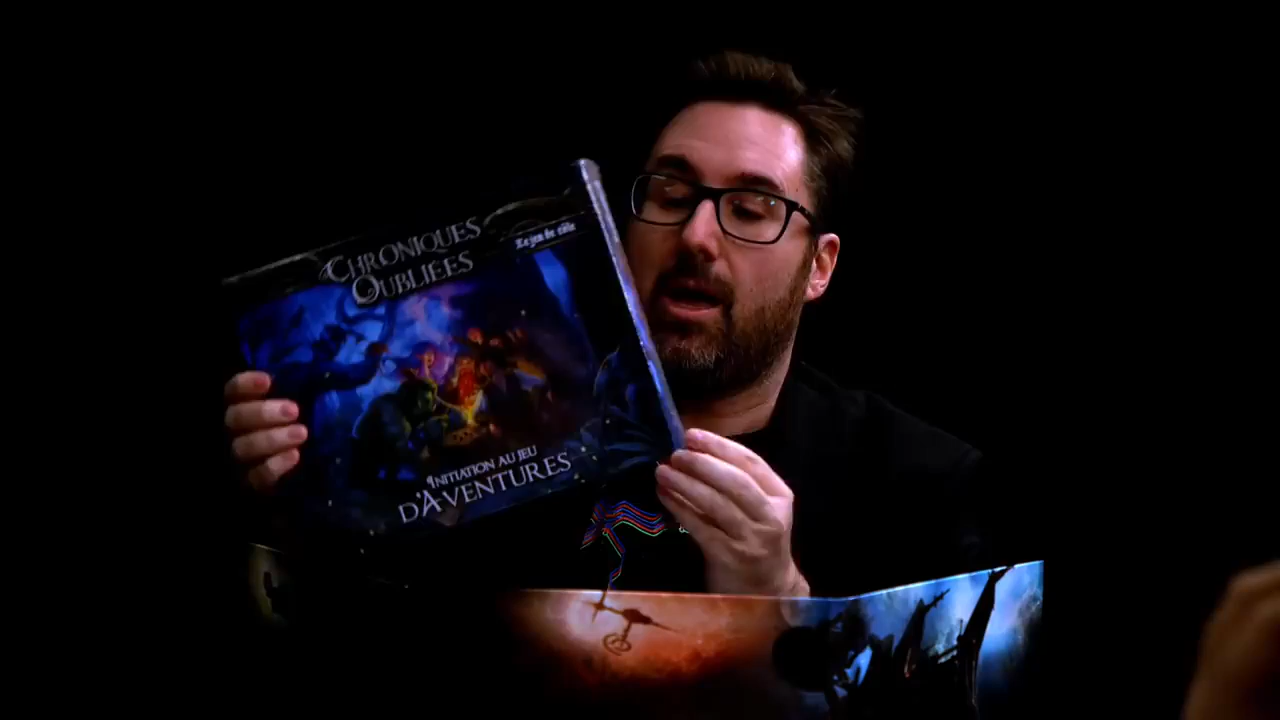 CHRONIQUES
OUBLIÉES
Le jeu de rôle
INITIATION AU JEU
D'AVENTURES